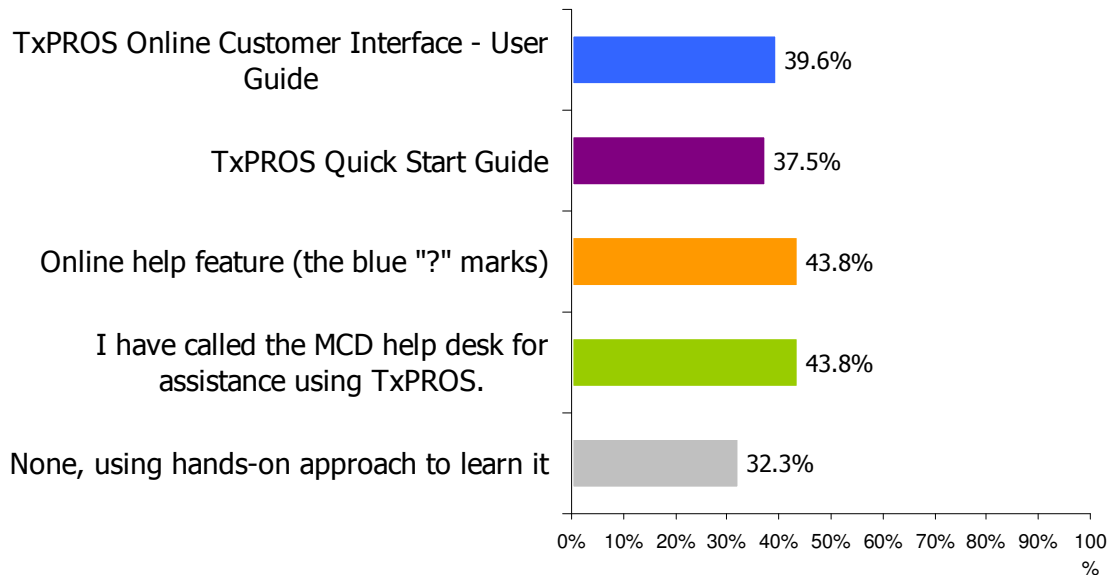 TxPROS Online Customer Interface - User
Guide
39.6%
TxPROS Quick Start Guide
37.5%
Online help feature (the blue "?" marks)
43.8%
I have called the MCD help desk for
assistance using TxPROS.
43.8%
None, using hands-on approach to learn it
32.3%
0% 10% 20% 30% 40% 50% 60% 70% 80% 90% 100
%